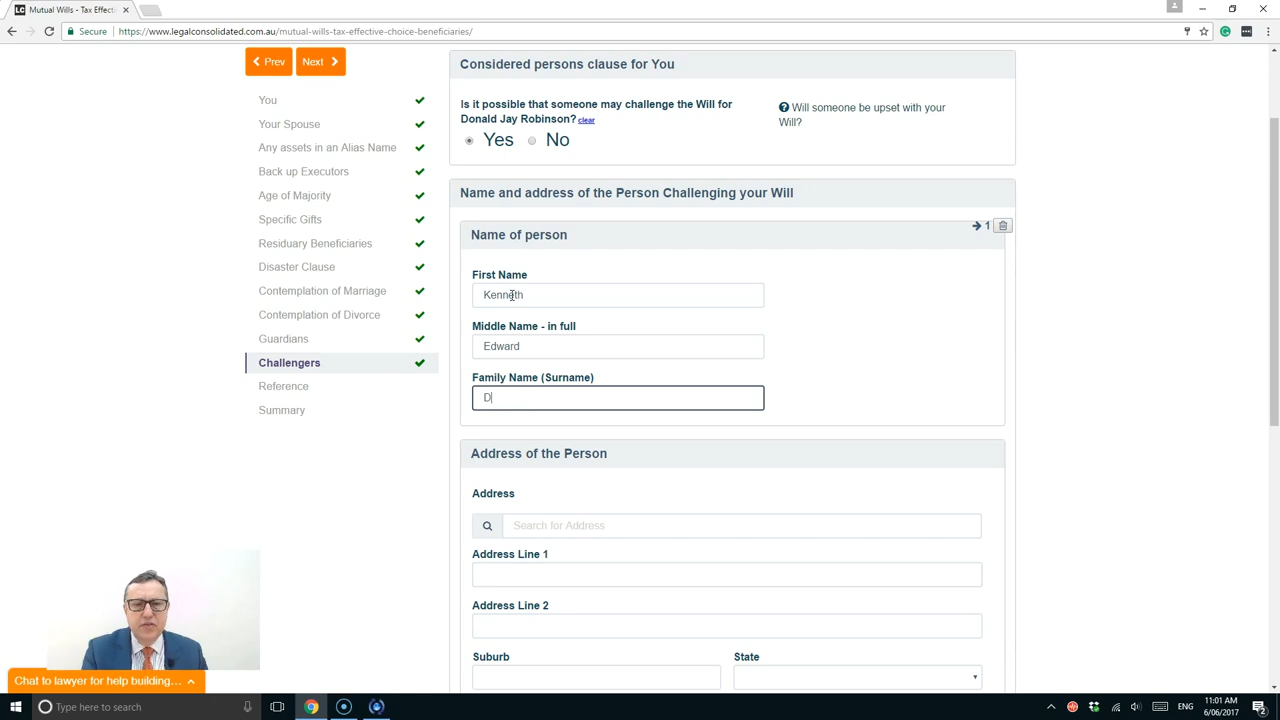 Mutual Wills - Tax Effect
Secure
https://www.legalconsolidated.com.au/mutual-wills-tax-effective-choice-beneficiaries/
Prev
Next
You
Your Spouse
Any assets in an Alias Name
Back up Executors
Age of Majority
Specific Gifts
Residuary Beneficiaries
Disaster Clause
Contemplation of Marriage
Contemplation of Divorce
Guardians
Challengers
Reference
Summary
Considered persons clause for You
Is it possible that someone may challenge the Will for
Donald Jay Robinson? clear
Yes No
Will someone be upset with your
Will?
Name and address of the Person Challenging your Will
1
Name of person
First Name
Kenneth
Middle Name - in full
Edward
Family Name (Surname)
D
Address of the Person
Address
Search for Address
Address Line 1
Address Line 2
Suburb
State
Chat to lawyer for help building...
Type here to search
ENG
11:01 AM
6/06/2017
2